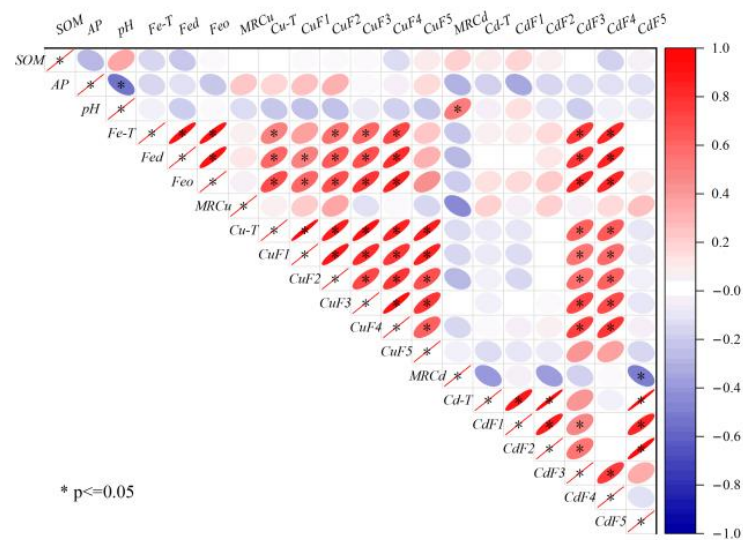 SOM AP pH Fe-T Fed Feo MRCu Cu-T CuF1 CuF2 CuF3 CuF4 CuF5 MRCd Cd-T CdF1 CdF2 CdF3 CdF4 CdF5
SOM
AP
pH
Fe-T
Fed
Feo
MRCu
Cu-T
CuF1
CuF2
CuF3
CuF4
CuF5
MRCd
Cd-T
CdF1
CdF2
CdF3
CdF4
CdF5
* p<=0.05
1.0
0.8
0.6
0.4
0.2
-0.0
-0.2
-0.4
-0.6
-0.8
-1.0